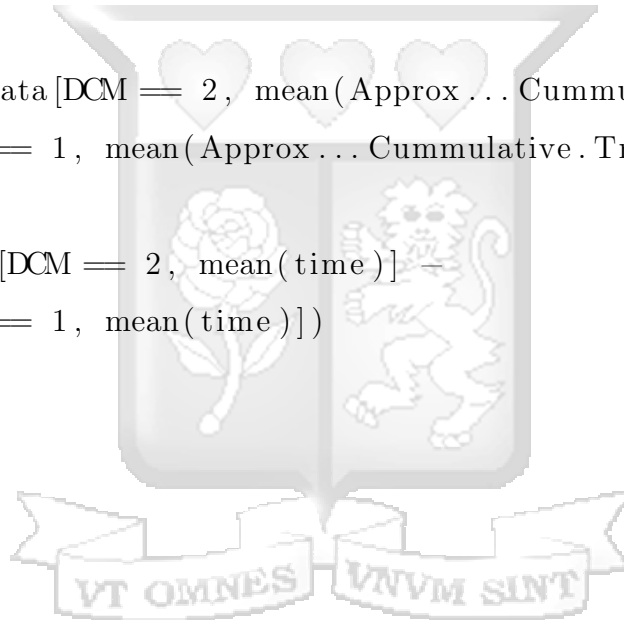 ata[DCM == 2, mean(Approx...Cummu
== 1, mean(Approx...Cummulative.Tr
[DCM == 2, mean(time)] −
== 1, mean(time)])
VT OMNES VNVM SINT